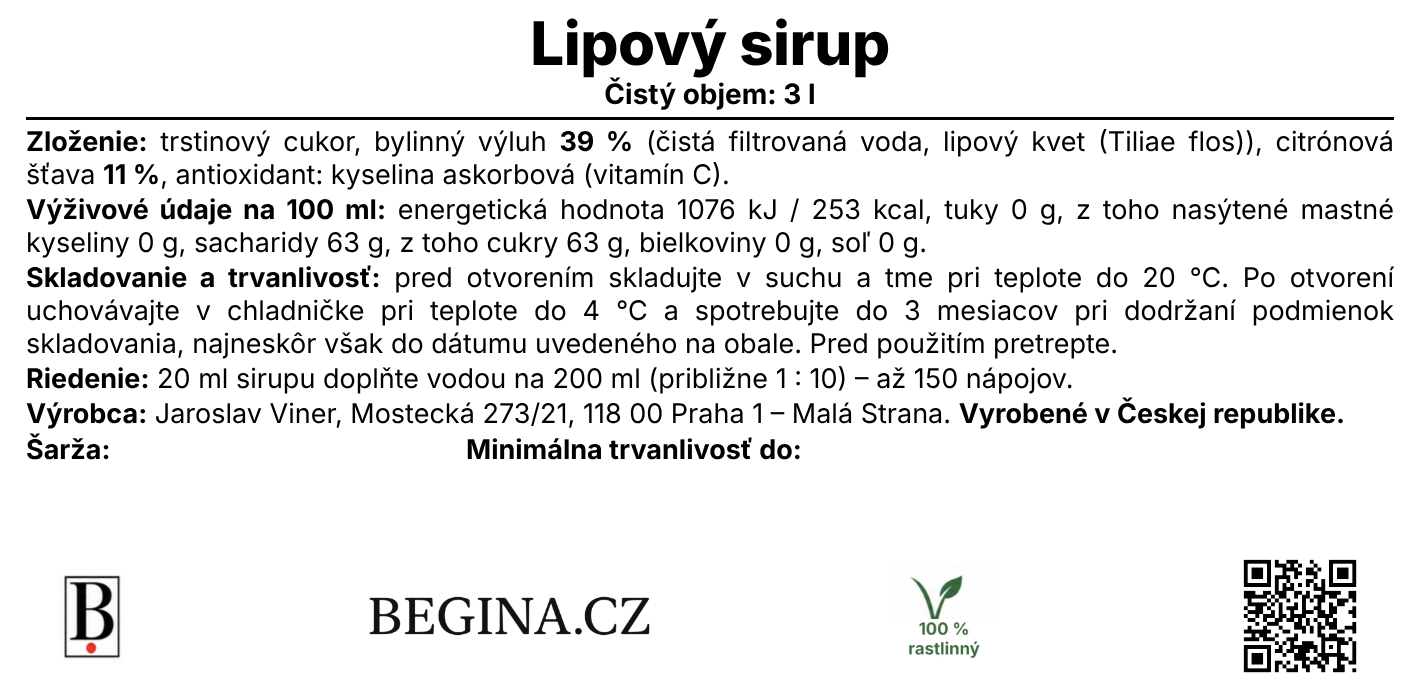 Lipový sirup
Čistý objem: 3 l
Zloženie: trstinový cukor, bylinný výluh 39 % (čistá filtrovaná voda, lipový kvet (Tiliae flos)), citrónová
šťava 11 %, antioxidant: kyselina askorbová (vitamín C).
Výživové údaje na 100 ml: energetická hodnota 1076 kJ / 253 kcal, tuky 0 g, z toho nasýtené mastné
kyseliny 0 g, sacharidy 63 g, z toho cukry 63 g, bielkoviny 0 g, soľ 0 g.
Skladovanie a trvanlivosť: pred otvorením skladujte v suchu a tme pri teplote do 20 °C. Po otvorení
uchovávajte v chladničke pri teplote do 4 °C a spotrebujte do 3 mesiacov pri dodržaní podmienok
skladovania, najneskôr však do dátumu uvedeného na obale. Pred použitím pretrepte.
Riedenie: 20 ml sirupu doplňte vodou na 200 ml (približne 1 : 10) – až 150 nápojov.
Výrobca: Jaroslav Viner, Mostecká 273/21, 118 00 Praha 1 – Malá Strana. Vyrobené v Českej republike.
Šarža: Minimálna trvanlivosť do:
B
BEGINA.CZ
100 %
rastlinný